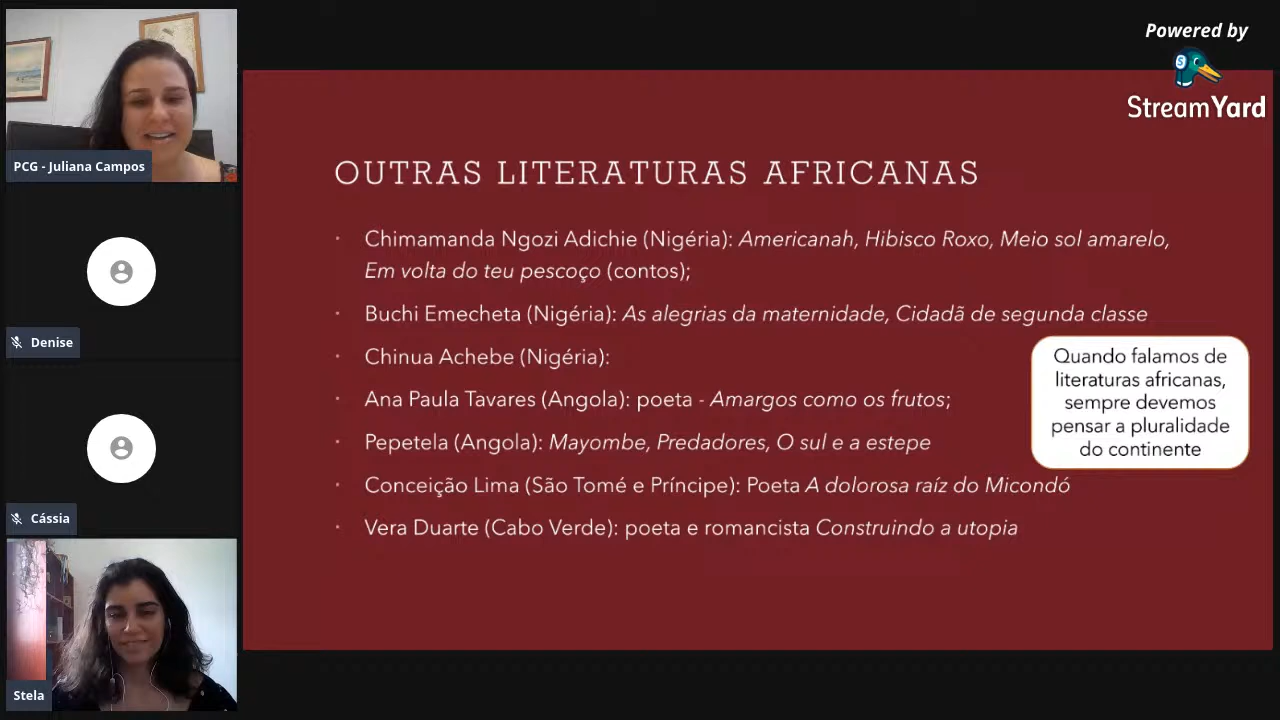 Powered by
StreamYard
PCG - Juliana Campos
Denise
Cássia
Stela
OUTRAS LITERATURAS AFRICANAS
• Chimamanda Ngozi Adichie (Nigéria): Americanah, Hibisco Roxo, Meio sol amarelo,
Em volta do teu pescoço (contos);
• Buchi Emecheta (Nigéria): As alegrias da maternidade, Cidadã de segunda classe
• Chinua Achebe (Nigéria):
• Ana Paula Tavares (Angola): poeta - Amargos como os frutos;
• Pepetela (Angola): Mayombe, Predadores, O sul e a estepe
• Conceição Lima (São Tomé e Príncipe): Poeta A dolorosa raíz do Micondó
• Vera Duarte (Cabo Verde): poeta e romancista Construindo a utopia
Quando falamos de
literaturas africanas,
sempre devemos
pensar a pluralidade
do continente